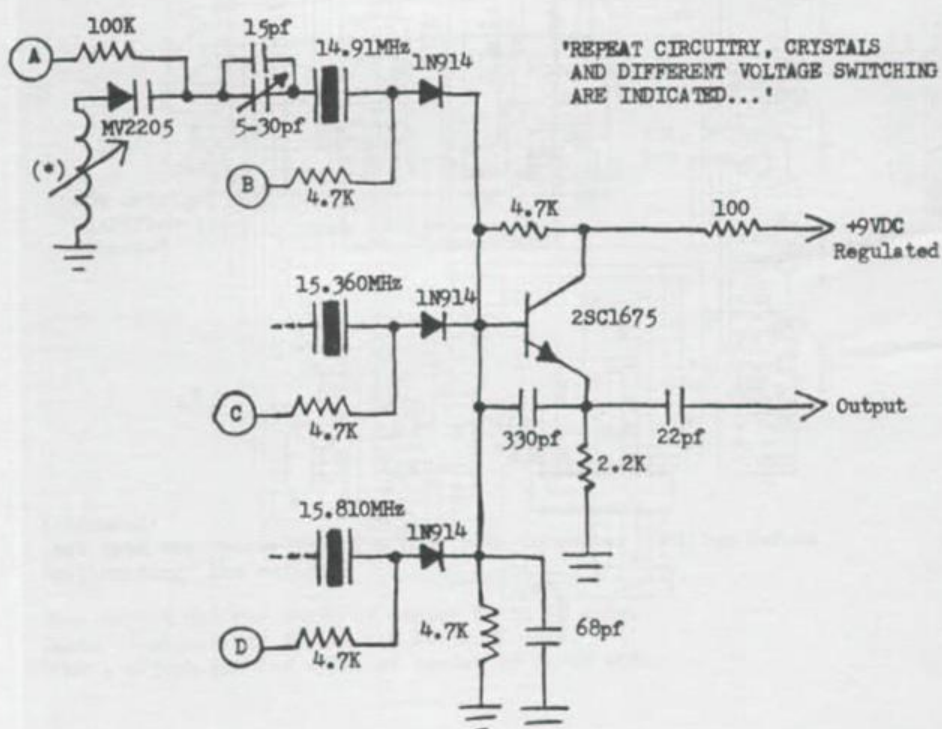 100K
15pf
14.91MHz
1N914
'REPEAT CIRCUITRY, CRYSTALS
AND DIFFERENT VOLTAGE SWITCHING
ARE INDICATED...'
A
MV2205
5-30pf
(*)
B
4.7K
4.7K
100
+9VDC
Regulated
15.360MHz
1N914
2SC1675
C
4.7K
330pf
22pf
Output
2.2K
15.810MHz
1N914
D
4.7K
4.7K
68pf